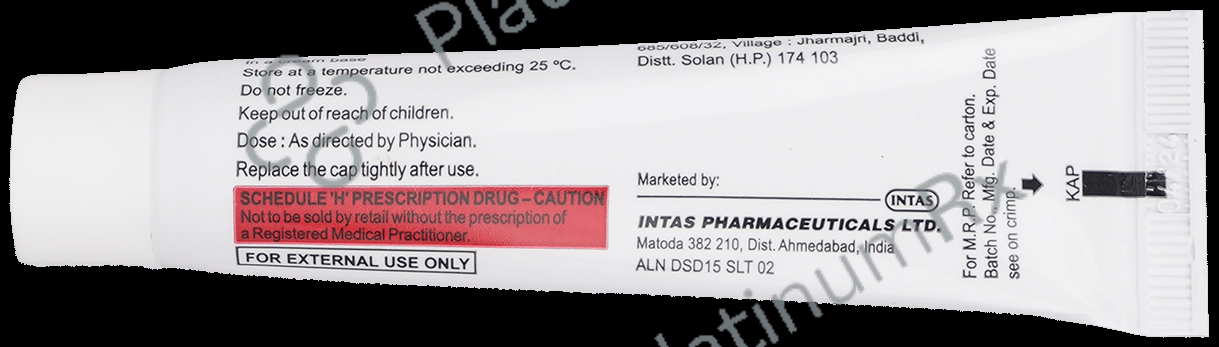 In a cream base
Store at a temperature not exceeding 25 ºC.
Do not freeze.
Keep out of reach of children.
Dose : As directed by Physician.
Replace the cap tightly after use.
SCHEDULE 'H' PRESCRIPTION DRUG – CAUTION
Not to be sold by retail without the prescription of
a Registered Medical Practitioner.
FOR EXTERNAL USE ONLY
685/608/32, Village : Jharmajri, Baddi,
Distt. Solan (H.P.) 174 103
Marketed by:
INTAS
INTAS PHARMACEUTICALS LTD.
Matoda 382 210, Dist. Ahmedabad, India
ALN DSD15 SLT 02
For M.R.P. Refer to carton.
Batch No., Mfg. Date & Exp. Date
see on crimp.
KAP
Plat
PlatinumRx